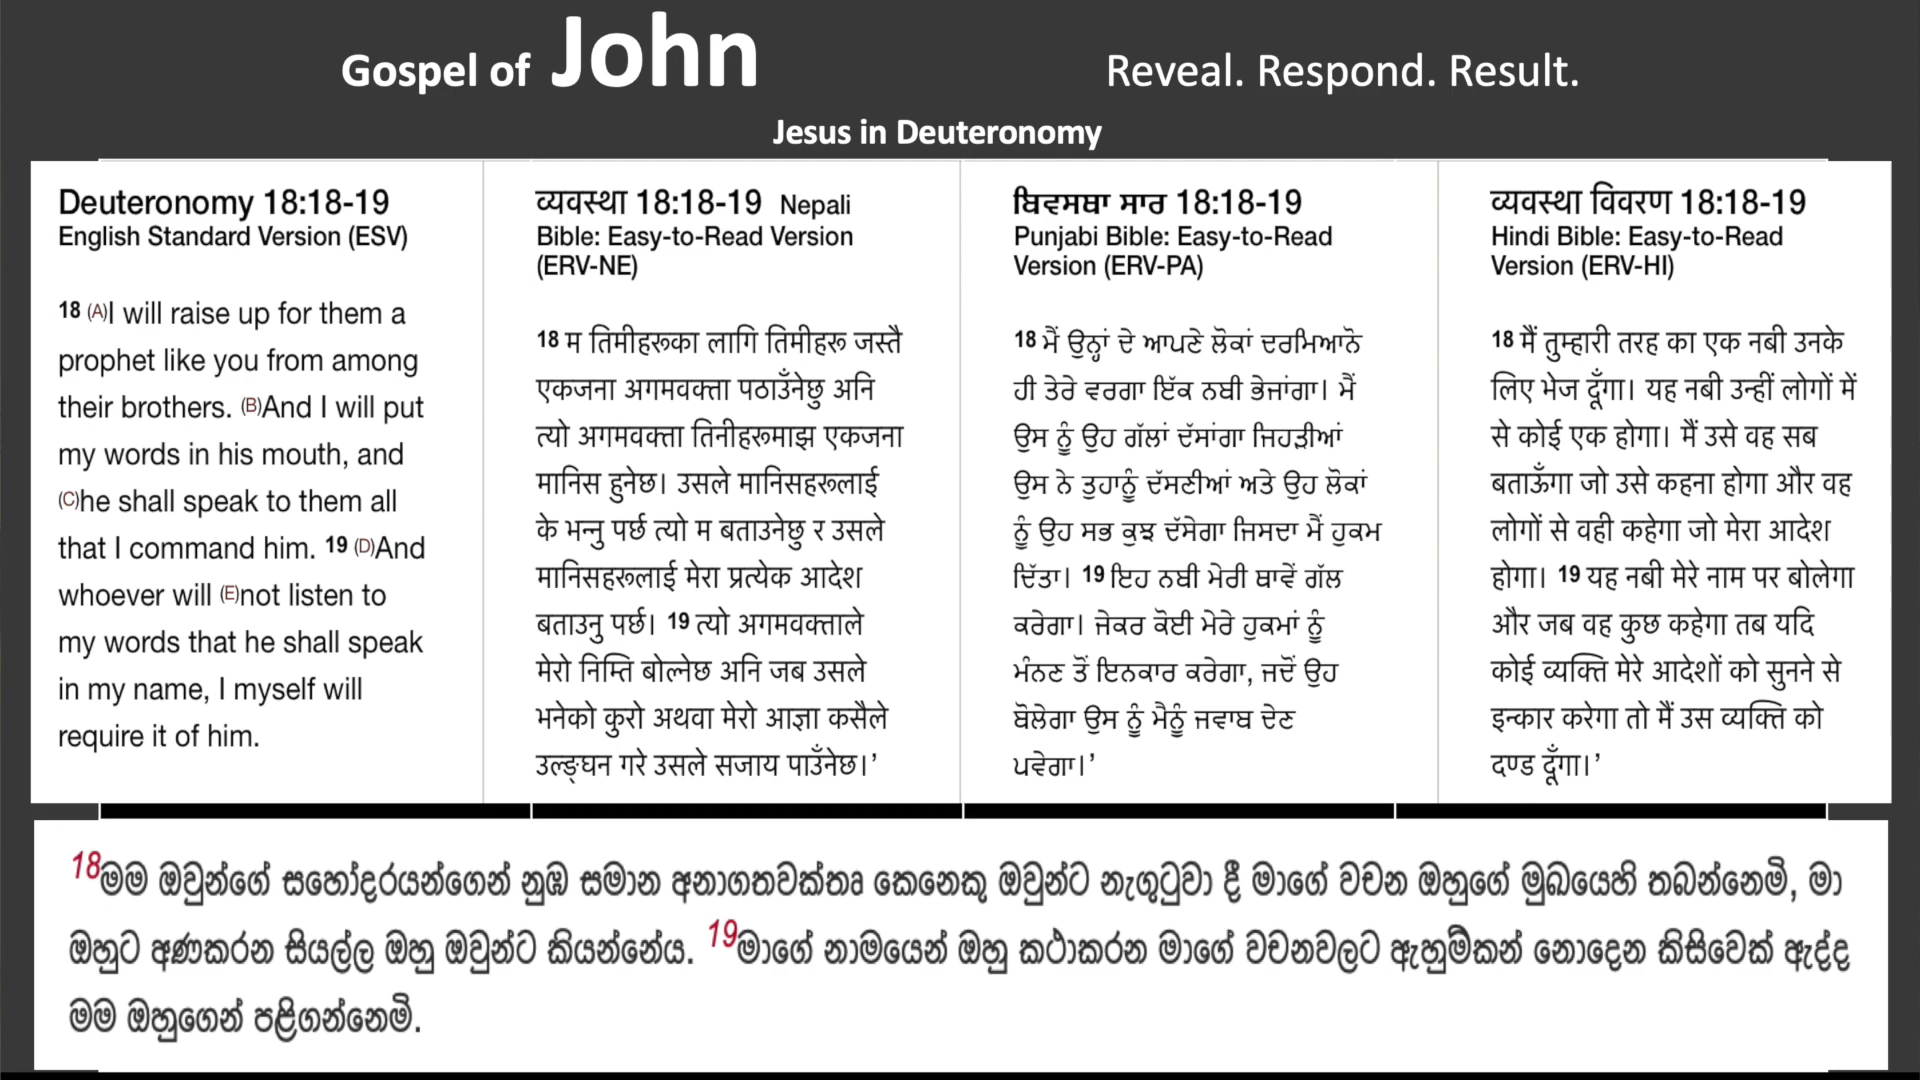 Gospel of John
Reveal. Respond. Result.
Jesus in Deuteronomy
Deuteronomy 18:18-19
English Standard Version (ESV)
18 (A)I will raise up for them a
prophet like you from among
their brothers. (B)And I will put
my words in his mouth, and
(C)he shall speak to them all
that I command him. 19 (D)And
whoever will (E)not listen to
my words that he shall speak
in my name, I myself will
require it of him.
व्यवस्था 18:18-19 Nepali
Bible: Easy-to-Read Version
(ERV-NE)
18 म तिमीहरूका लागि तिमीहरू जस्तै
एकजना अगमवक्ता पठाउँनेछु अनि
त्यो अगमवक्ता तिनीहरूमाझ एकजना
मानिस हुनेछ। उसले मानिसहरूलाई
के भन्नु पर्छ त्यो म बताउनेछु र उसले
मानिसहरूलाई मेरा प्रत्येक आदेश
बताउनु पर्छ। 19 त्यो अगमवक्ताले
मेरो निम्ति बोल्नेछ अनि जब उसले
भनेको कुरो अथवा मेरो आज्ञा कसैले
उल्ङ्घन गरे उसले सजाय पाउँनेछ।’
ਬਿਵਸਥਾ ਸਾਰ 18:18-19
Punjabi Bible: Easy-to-Read
Version (ERV-PA)
18 ਮੈਂ ਉਨ੍ਹਾਂ ਦੇ ਆਪਣੇ ਲੋਕਾਂ ਦਰਮਿਆਨੋ
ਹੀ ਤੇਰੇ ਵਰਗਾ ਇੱਕ ਨਬੀ ਭੇਜਾਂਗਾ। ਮੈਂ
ਉਸ ਨੂੰ ਉਹ ਗੱਲਾਂ ਦੱਸਾਂਗਾ ਜਿਹੜੀਆਂ
ਉਸ ਨੇ ਤੁਹਾਨੂੰ ਦੱਸਣੀਆਂ ਅਤੇ ਉਹ ਲੋਕਾਂ
ਨੂੰ ਉਹ ਸਭ ਕੁਝ ਦੱਸੇਗਾ ਜਿਸਦਾ ਮੈਂ ਹੁਕਮ
ਦਿੱਤਾ। 19 ਇਹ ਨਬੀ ਮੇਰੀ ਥਾਵੇਂ ਗੱਲ
ਕਰੇਗਾ। ਜੇਕਰ ਕੋਈ ਮੇਰੇ ਹੁਕਮਾਂ ਨੂੰ
ਮੰਨਣ ਤੋਂ ਇਨਕਾਰ ਕਰੇਗਾ, ਜਦੋਂ ਉਹ
ਬੋਲੇਗਾ ਉਸ ਨੂੰ ਮੈਨੂੰ ਜਵਾਬ ਦੇਣ
ਪਵੇਗਾ।’
व्यवस्था विवरण 18:18-19
Hindi Bible: Easy-to-Read
Version (ERV-HI)
18 मैं तुम्हारी तरह का एक नबी उनके
लिए भेज दूँगा। यह नबी उन्हीं लोगों में
से कोई एक होगा। मैं उसे वह सब
बताऊँगा जो उसे कहना होगा और वह
लोगों से वही कहेगा जो मेरा आदेश
होगा। 19 यह नबी मेरे नाम पर बोलेगा
और जब वह कुछ कहेगा तब यदि
कोई व्यक्ति मेरे आदेशों को सुनने से
इन्कार करेगा तो मैं उस व्यक्ति को
दण्ड दूँगा।’
18මම ඔවුන්ගේ සහෝදරයන්ගෙන් නුඹ සමාන අනාගතවක්තෘ කෙනෙකු ඔවුන්ට නැගුටුවා දී මාගේ වචන ඔහුගේ මුඛයෙහි තබන්නෙමි, මා
ඔහුට අණකරන සියල්ල ඔහු ඔවුන්ට කියන්නේය. 19මාගේ නාමයෙන් ඔහු කථාකරන මාගේ වචනවලට ඇහුම්කන් නොදෙන කිසිවෙක් ඇද්ද
මම ඔහුගෙන් පළිගන්නෙමි.